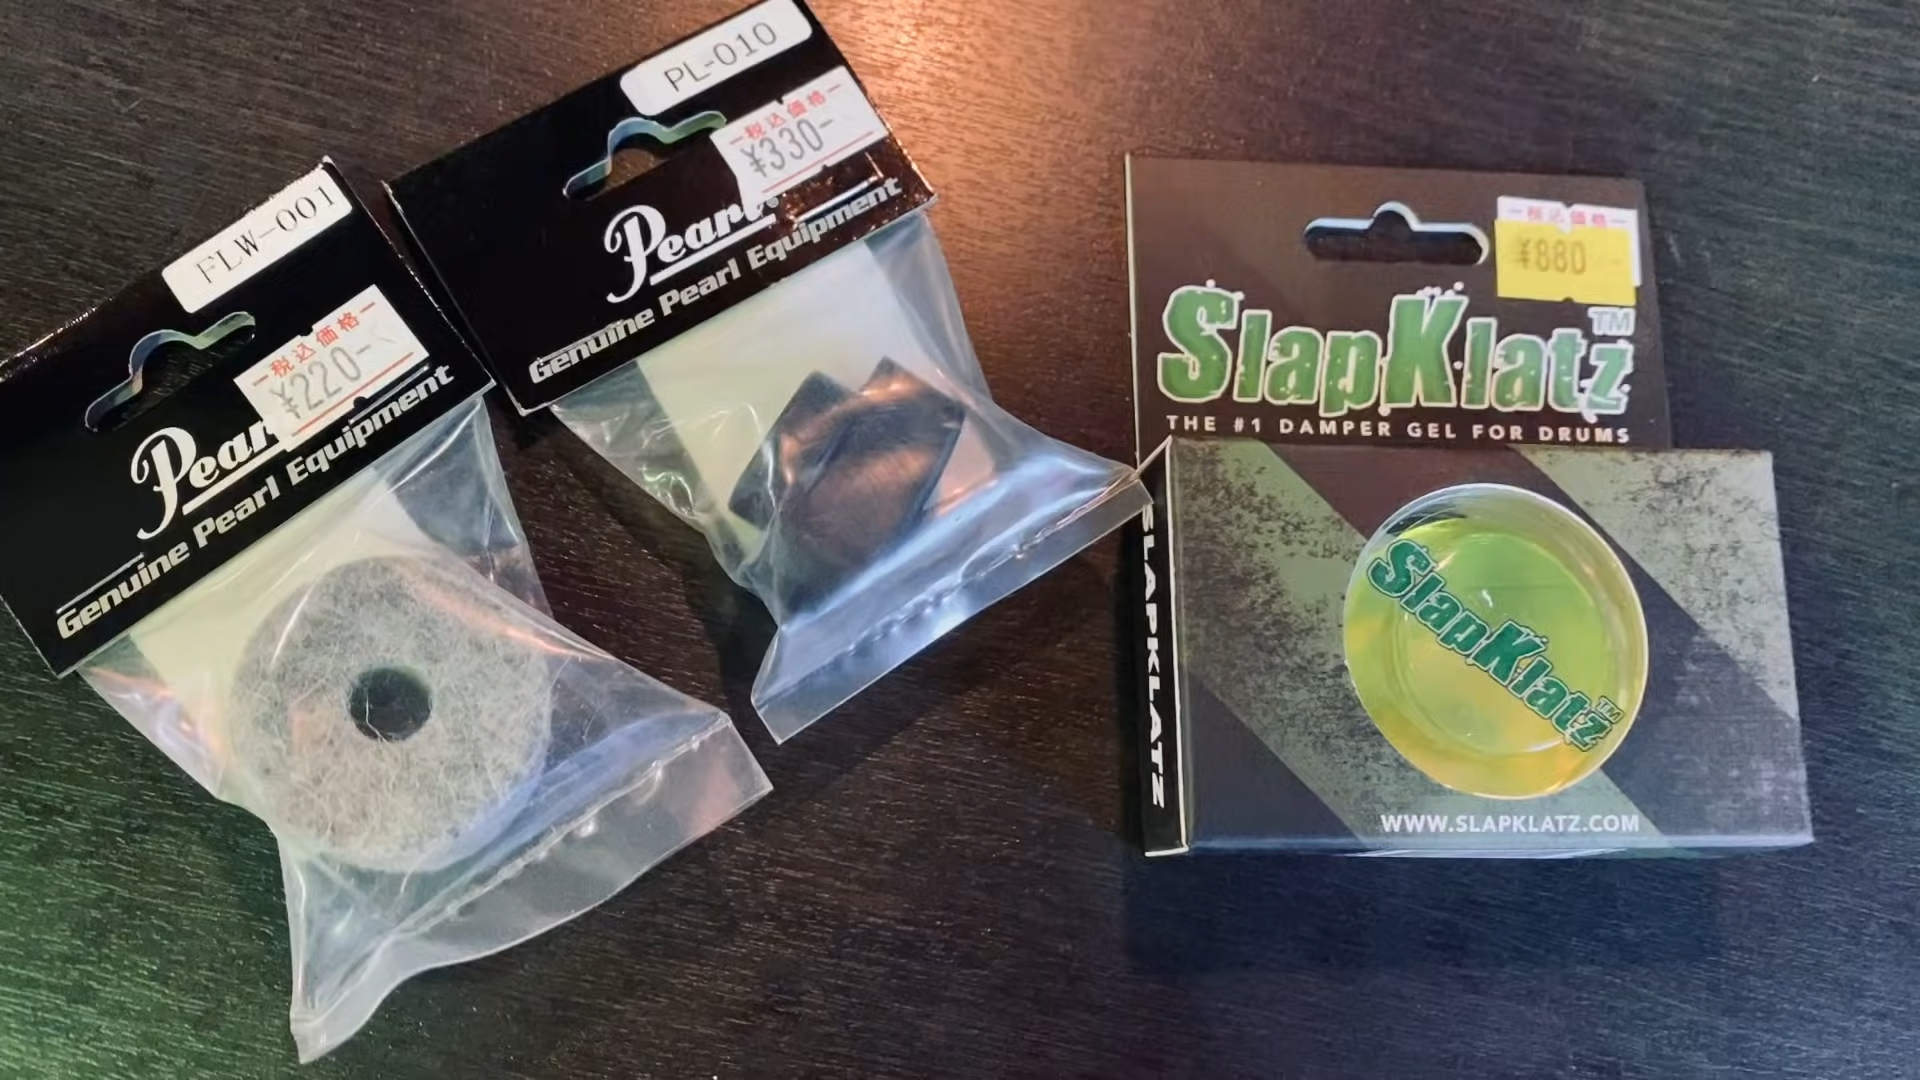 FLW-001
-税込価格-
¥220-
Pearl
Genuine Pearl Equipment
PL-010
-税込価格-
¥330-
Pearl
Genuine Pearl Equipment
-税込価格-
¥880
SlapKlatz™
THE #1 DAMPER GEL FOR DRUMS
SLAPKLATZ
SlapKlatz™
WWW.SLAPKLATZ.COM